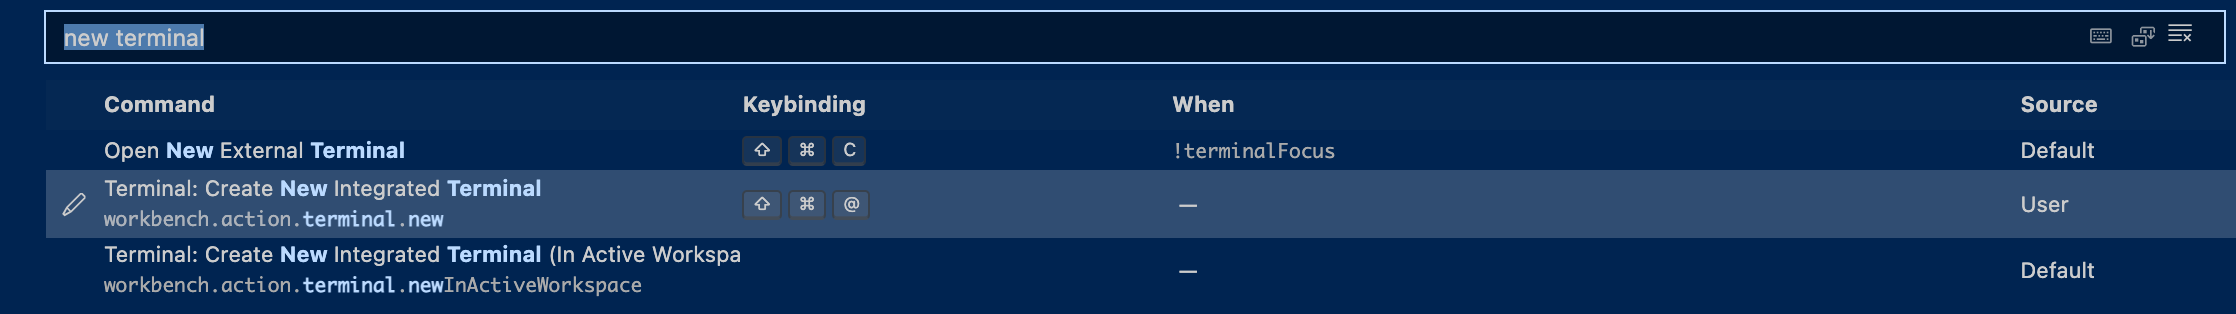 new terminal
Command Keybinding When Source
Open New External Terminal ⇧ ⌘ C !terminalFocus Default
Terminal: Create New Integrated Terminal
workbench.action.terminal.new ⇧ ⌘ @ — User
Terminal: Create New Integrated Terminal (In Active Workspa
workbench.action.terminal.newInActiveWorkspace — Default